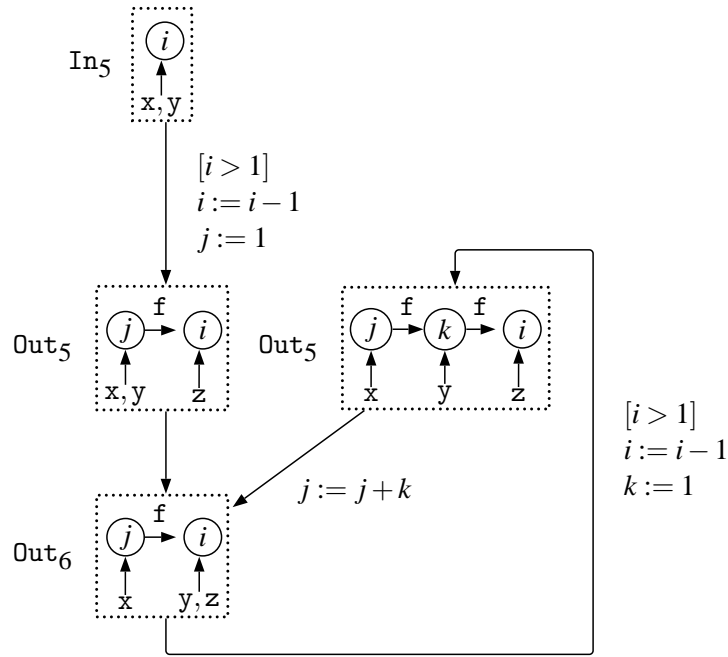 i
In5
x, y
[i > 1]
i := i − 1
j := 1
j f i
Out5
x, y z
j f k f i
Out5
x y z
[i > 1]
i := i − 1
k := 1
j := j + k
j f i
Out6
x y, z